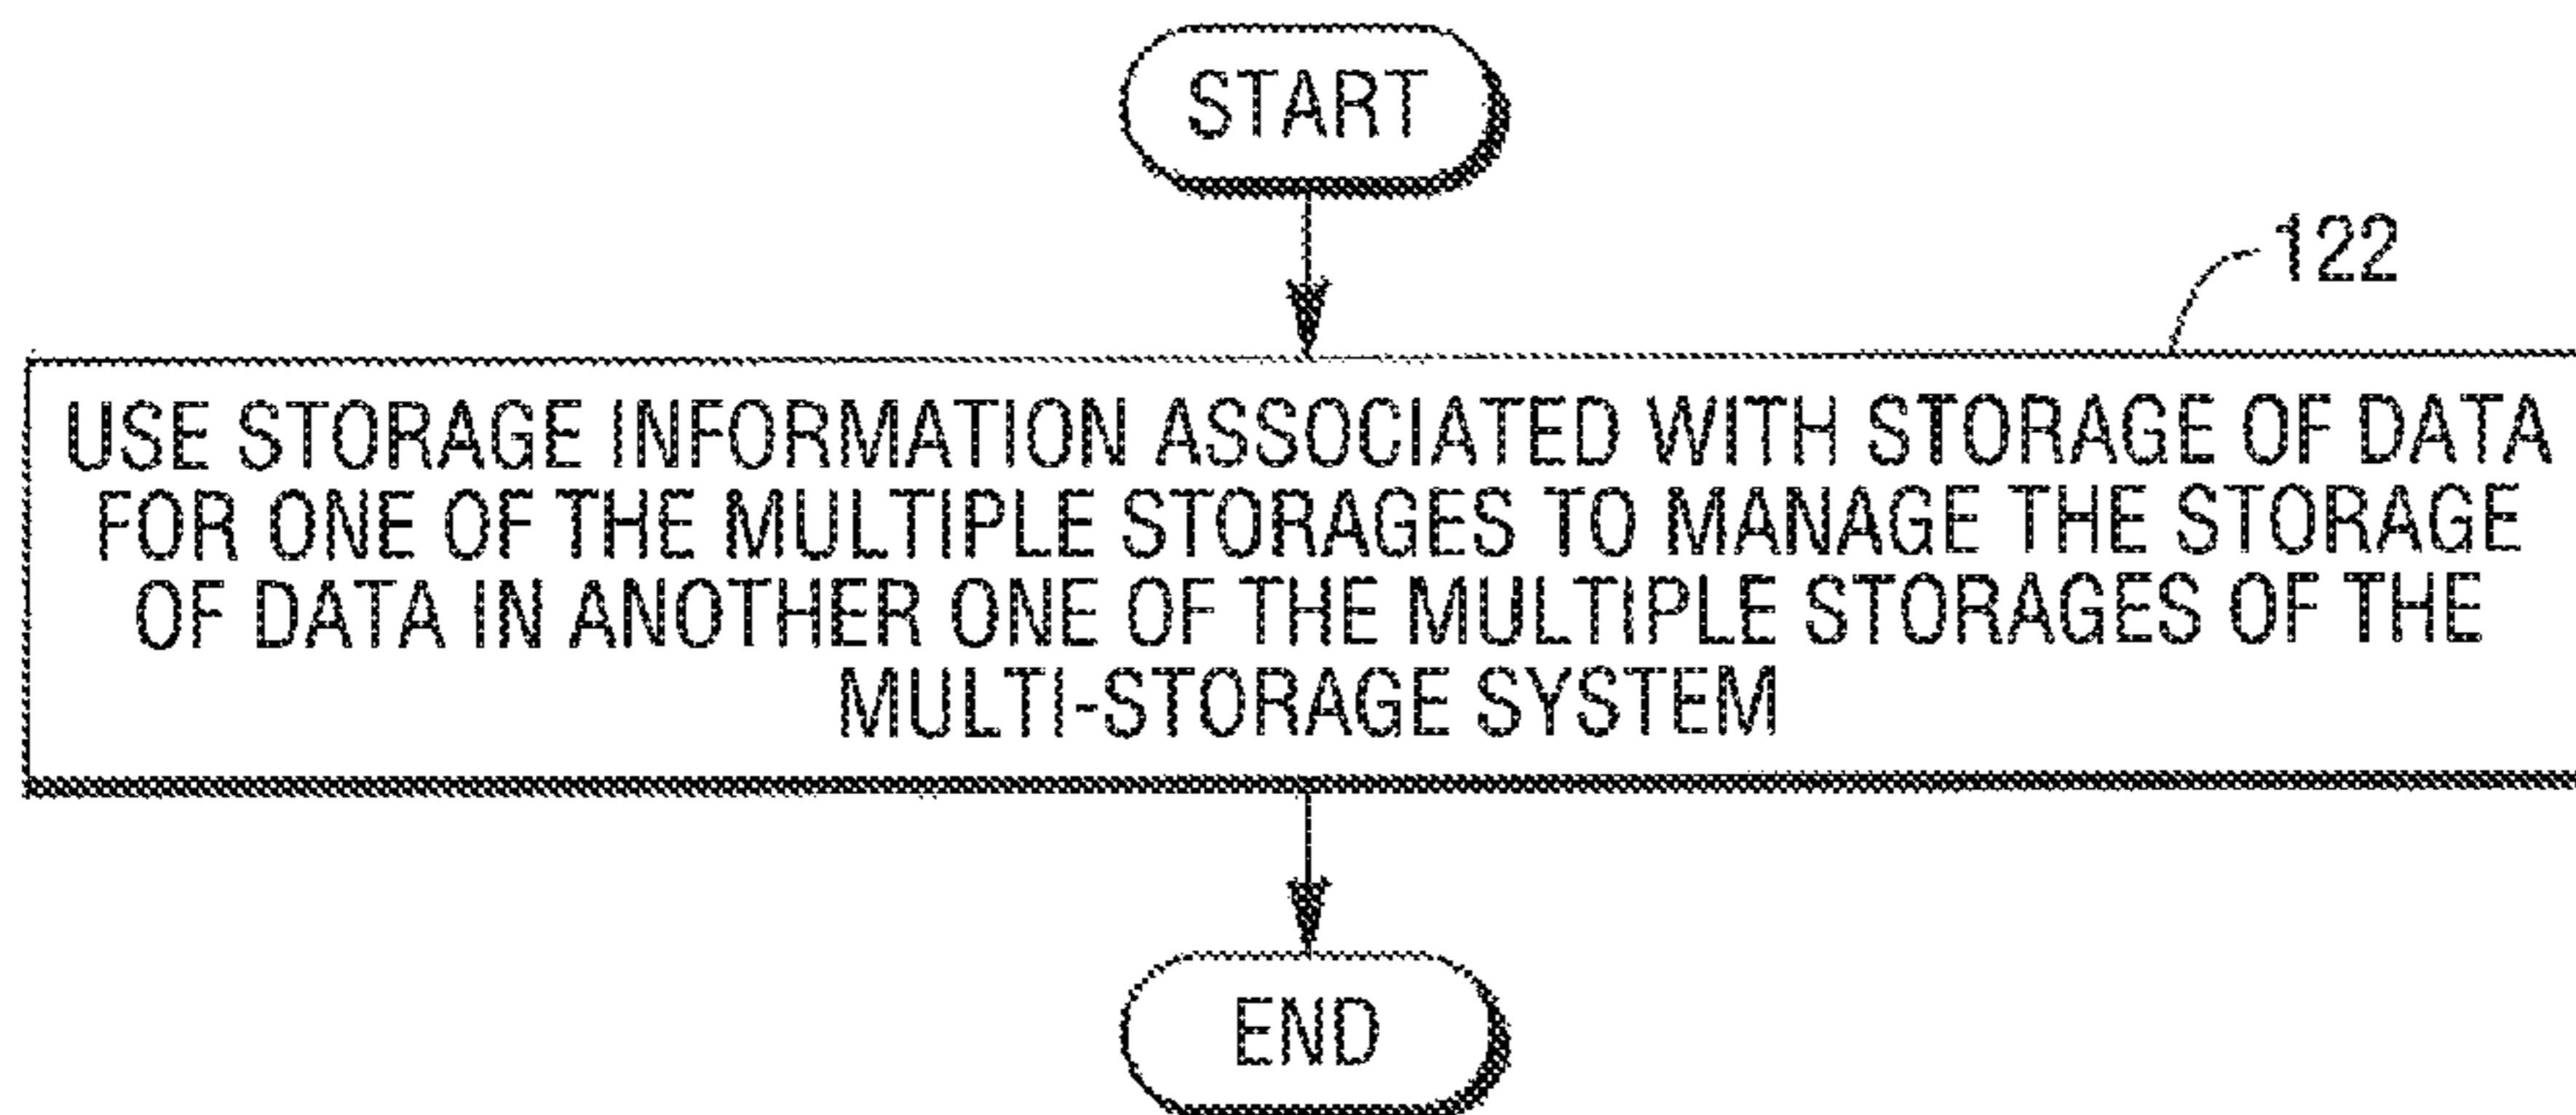 START
122
USE STORAGE INFORMATION ASSOCIATED WITH STORAGE OF DATA
FOR ONE OF THE MULTIPLE STORAGES TO MANAGE THE STORAGE
OF DATA IN ANOTHER ONE OF THE MULTIPLE STORAGES OF THE
MULTI-STORAGE SYSTEM
END